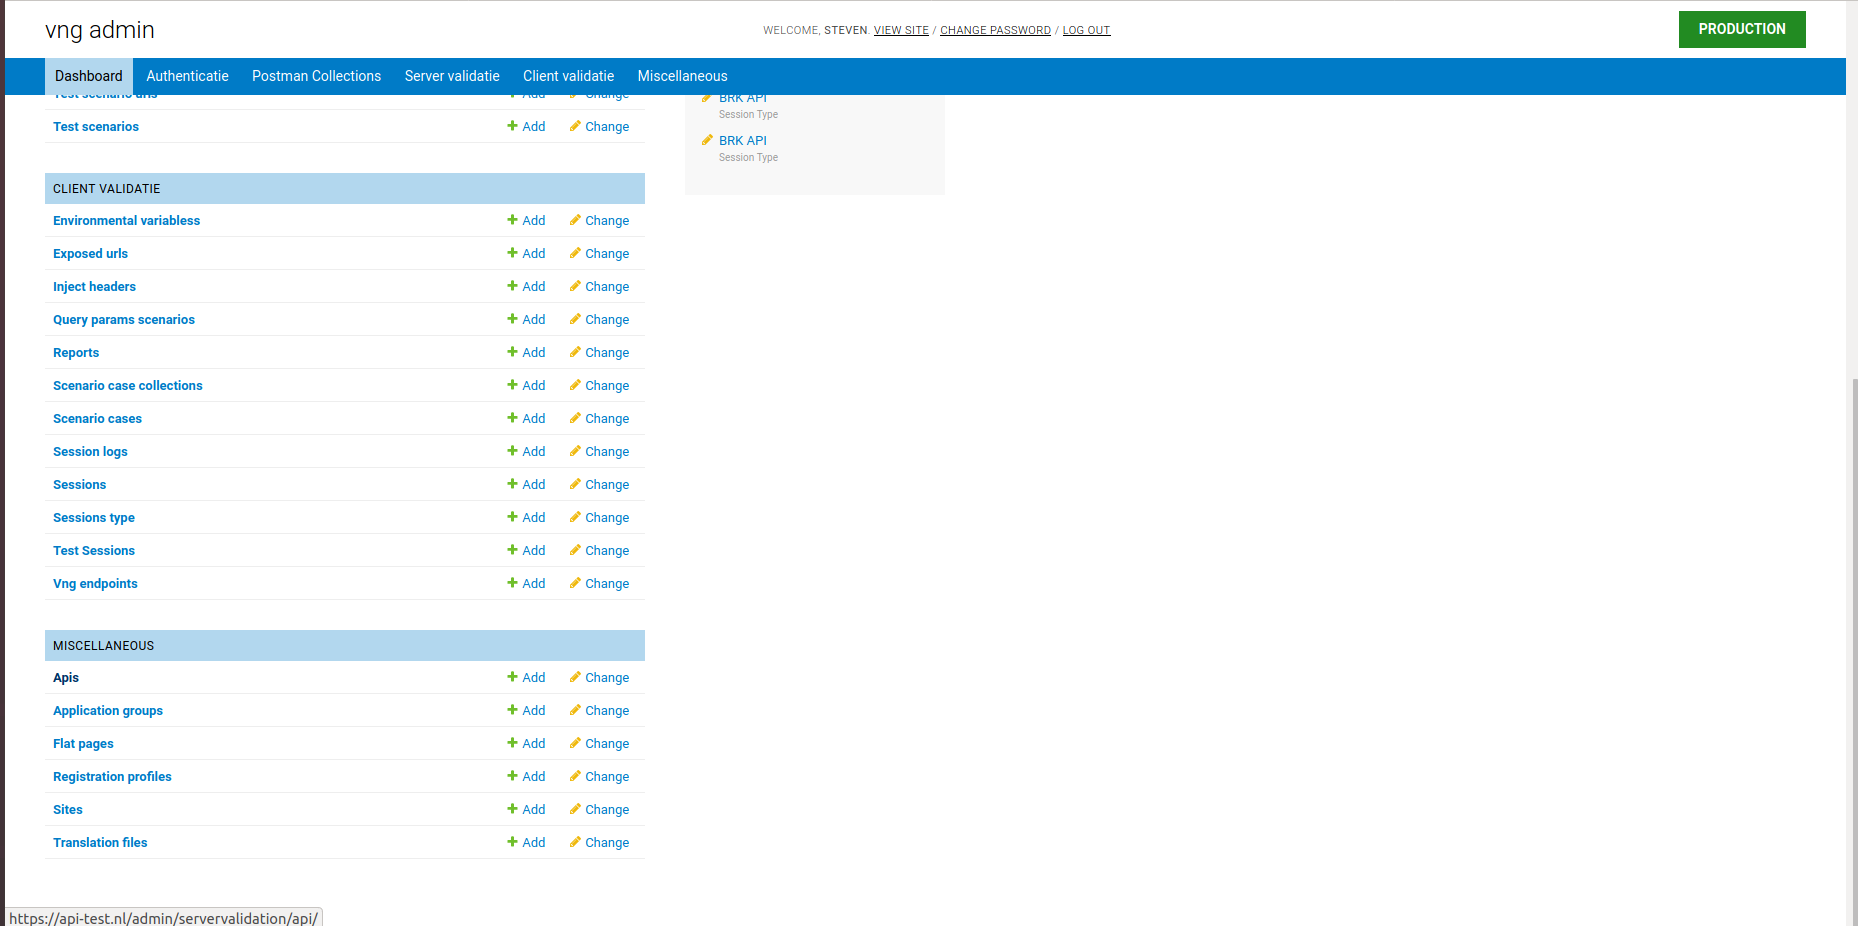 vng admin
WELCOME, STEVEN. VIEW SITE / CHANGE PASSWORD / LOG OUT
PRODUCTION
Dashboard Authenticatie Postman Collections Server validatie Client validatie Miscellaneous
Test scenario urls Add Change
Test scenarios Add Change
CLIENT VALIDATIE
Environmental variabless Add Change
Exposed urls Add Change
Inject headers Add Change
Query params scenarios Add Change
Reports Add Change
Scenario case collections Add Change
Scenario cases Add Change
Session logs Add Change
Sessions Add Change
Sessions type Add Change
Test Sessions Add Change
Vng endpoints Add Change
MISCELLANEOUS
Apis Add Change
Application groups Add Change
Flat pages Add Change
Registration profiles Add Change
Sites Add Change
Translation files Add Change
BRK API
Session Type
BRK API
Session Type
https://api-test.nl/admin/servervalidation/api/